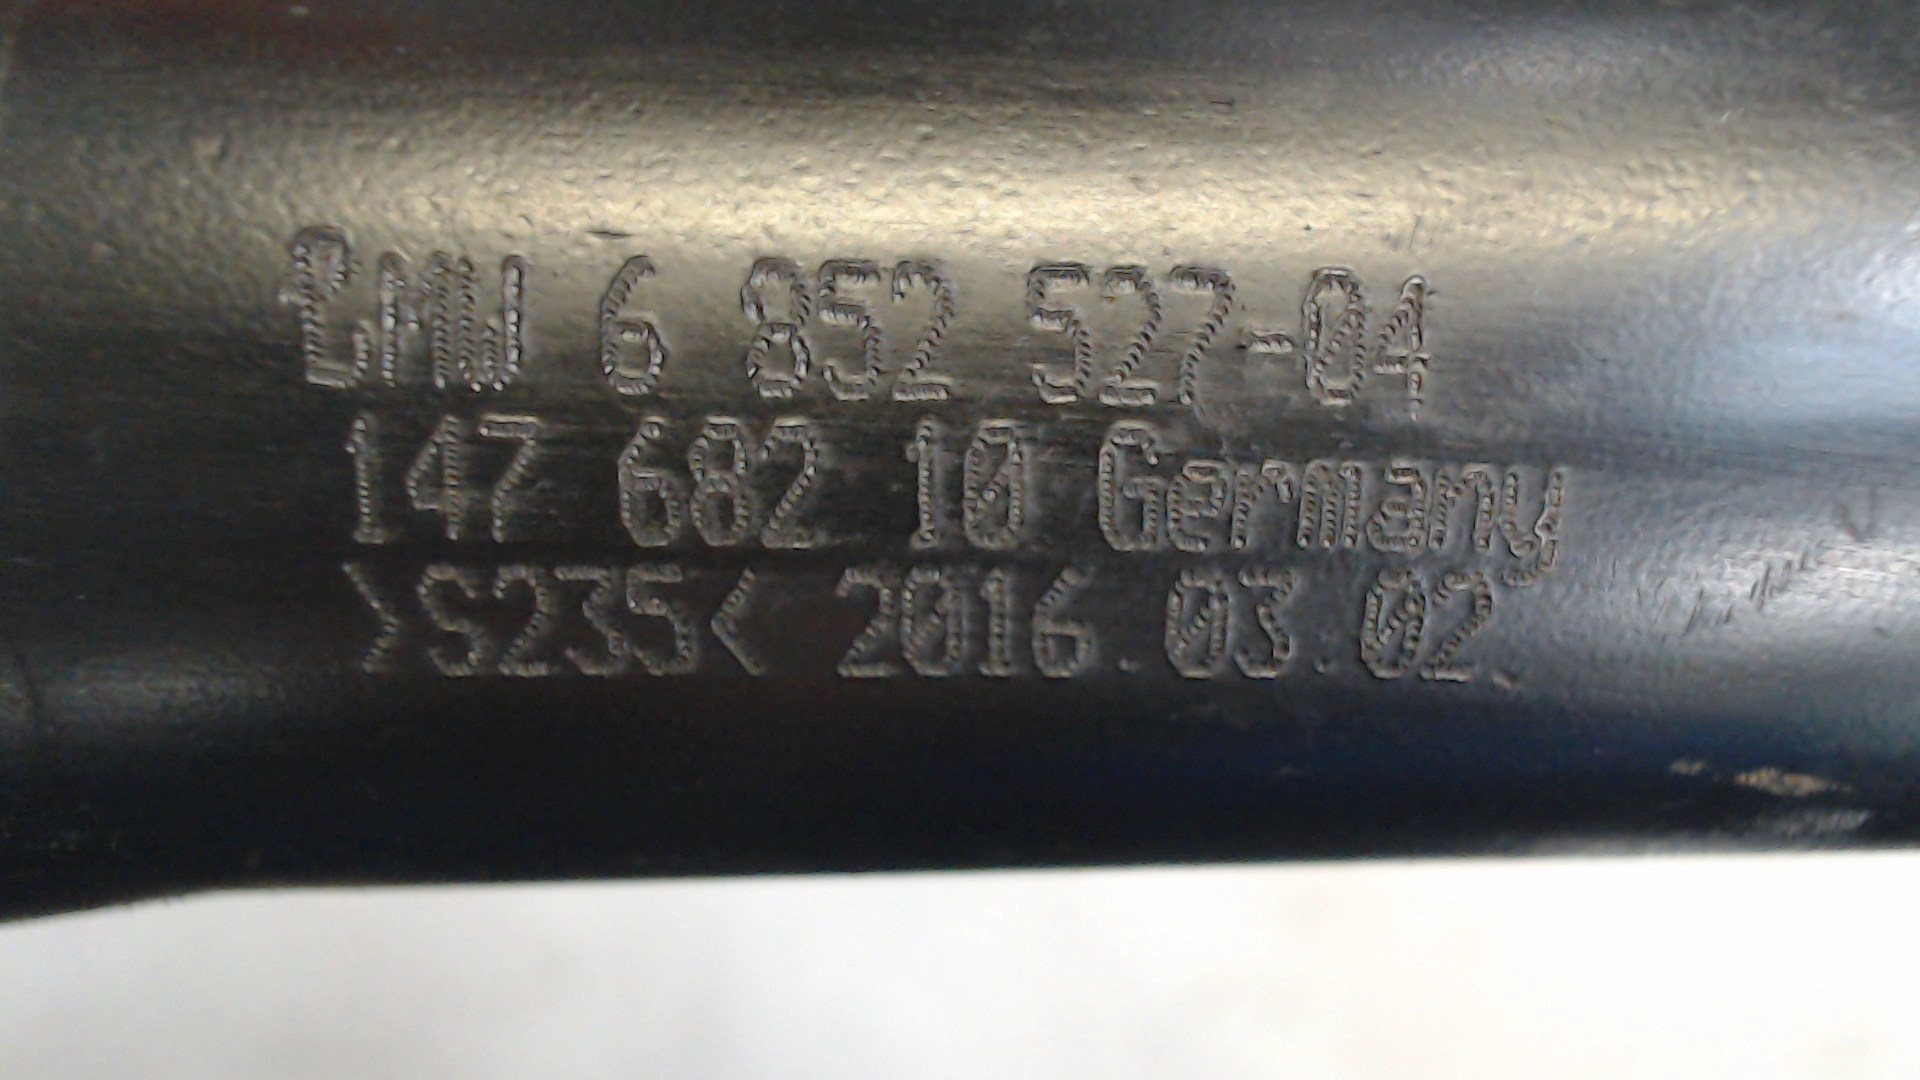 BMW 6 852 527-04
147 682 10 Germany
>S235< 2016.03.02